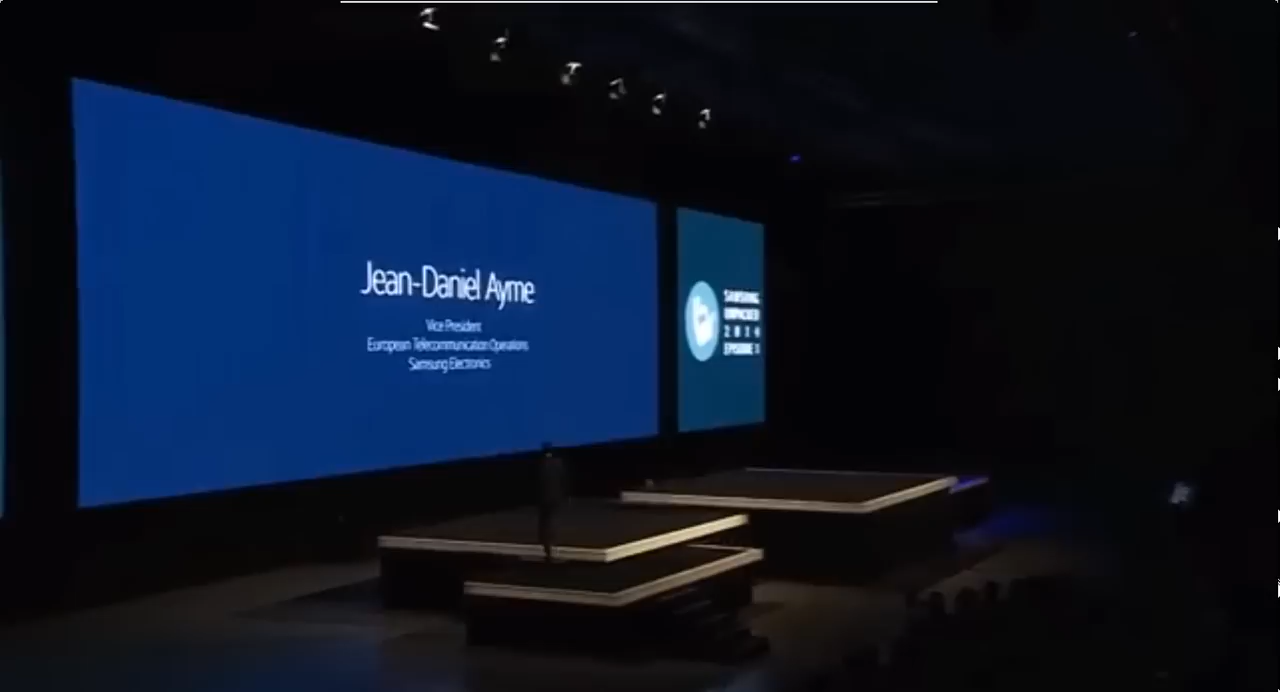 Jean-Daniel Ayme
Vice President
European Telecommunication Operations
Samsung Electronics
SAMSUNG
UNPACKED
2014
EPISODE 1